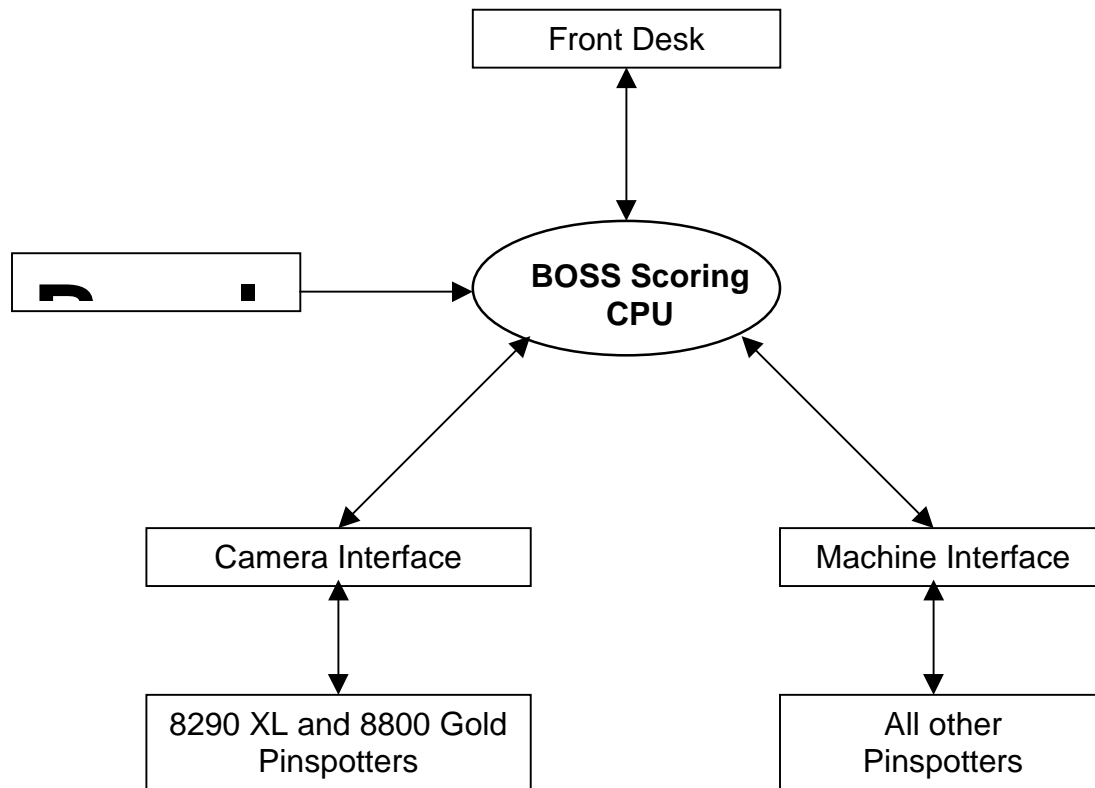 Front Desk
BOSS Scoring
CPU
Camera Interface
Machine Interface
8290 XL and 8800 Gold
Pinspotters
All other
Pinspotters